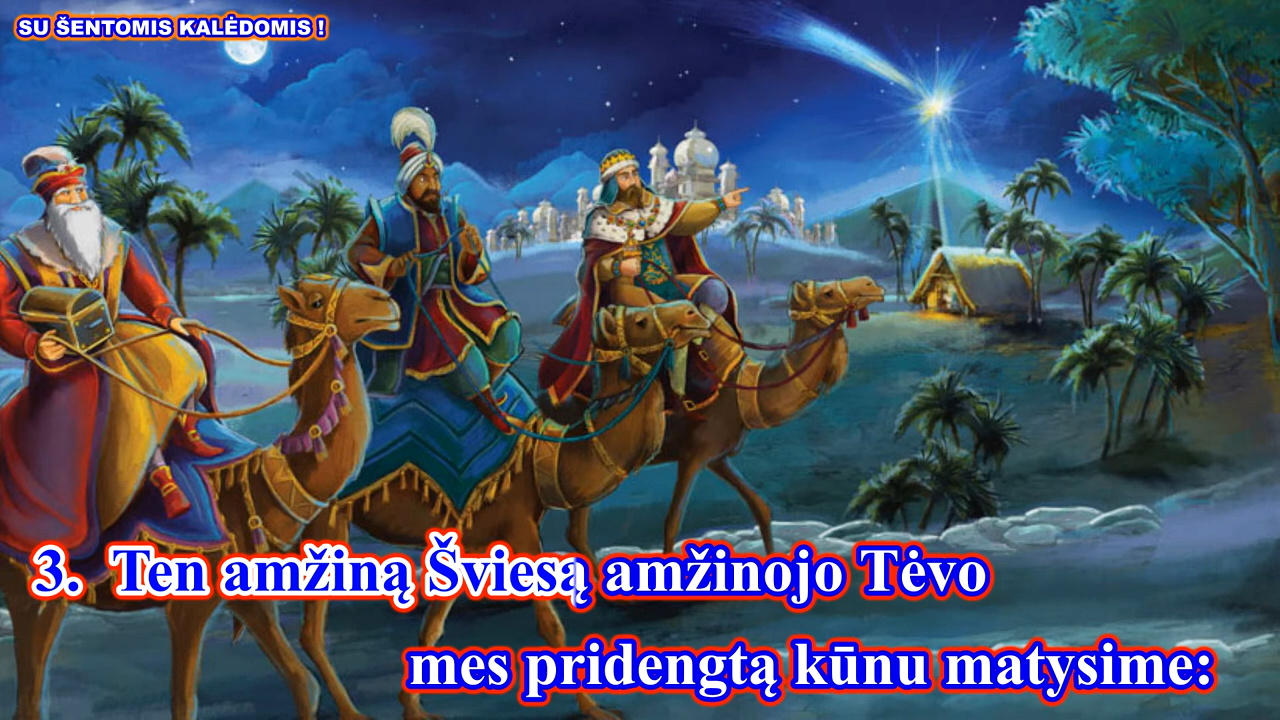 SU ŠENTOMIS KALĖDOMIS !
3. Ten amžiną Šviesą amžinojo Tėvo
mes pridengtą kūnu matysime: